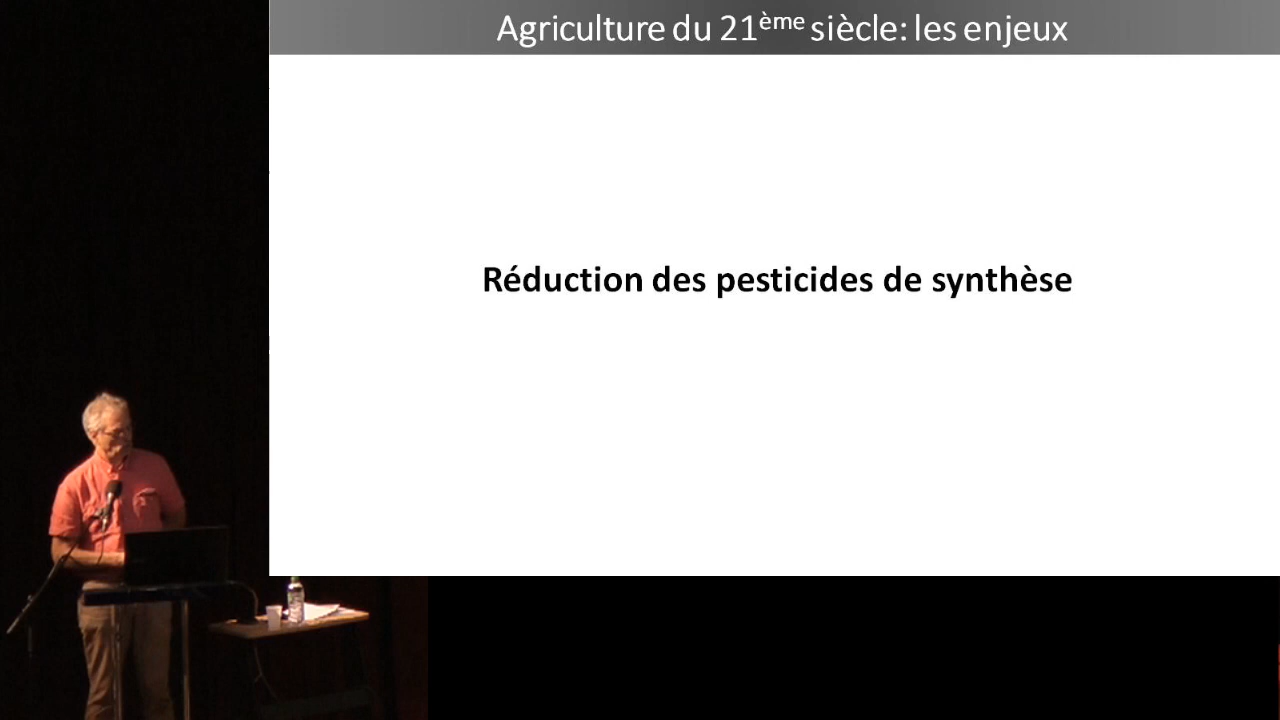 Agriculture du 21ème siècle: les enjeux
Réduction des pesticides de synthèse